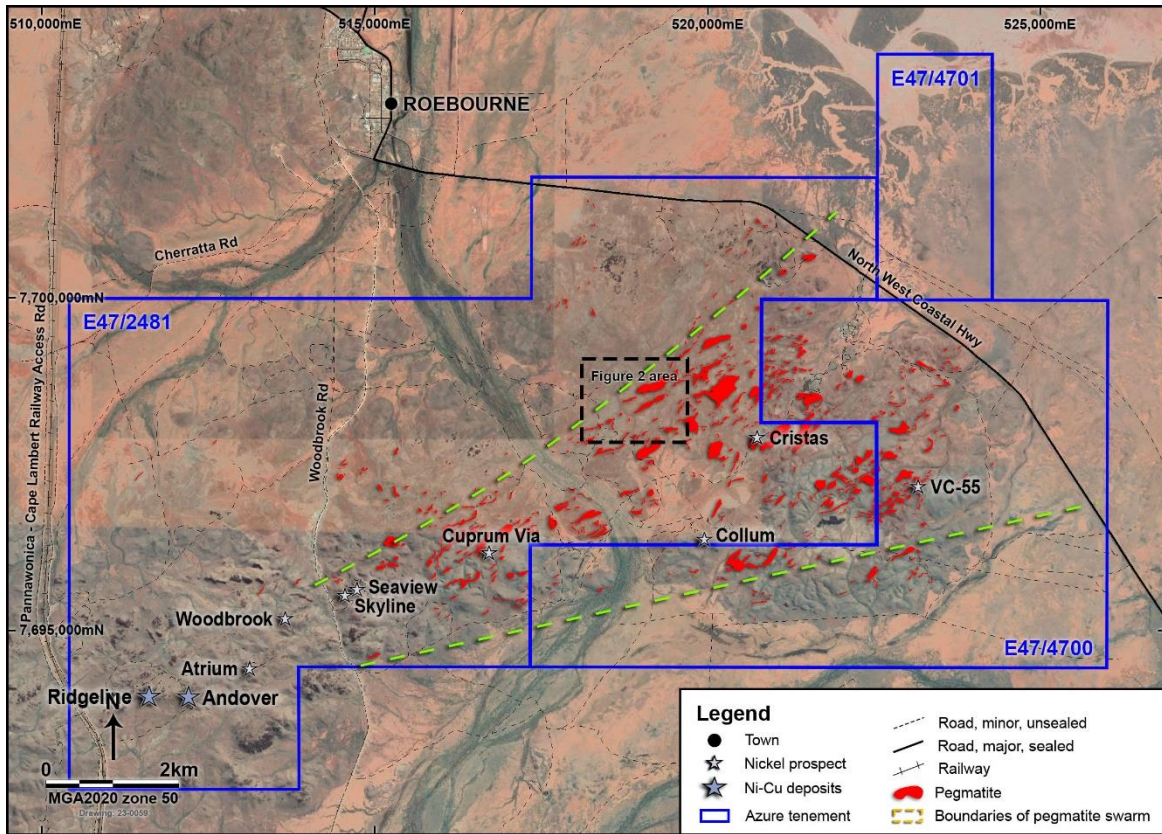 510,000mE
515,000mE
520,000mE
525,000mE
E47/4701
ROEBOURNE
Cherratta Rd
North West Coastal Hwy
7,700,000mN
E47/2481
Pannawonica - Cape Lambert Railway Access Rd
Woodbrook Rd
Figure 2 area
Cristas
VC-55
Cuprum Via
Collum
Seaview
Skyline
Woodbrook
7,695,000mN
E47/4700
Atrium
Ridgeline
Andover
N
0 2km
MGA2020 zone 50
Drawing: 23-0059
Legend
Town
Nickel prospect
Ni-Cu deposits
Azure tenement
Road, minor, unsealed
Road, major, sealed
Railway
Pegmatite
Boundaries of pegmatite swarm